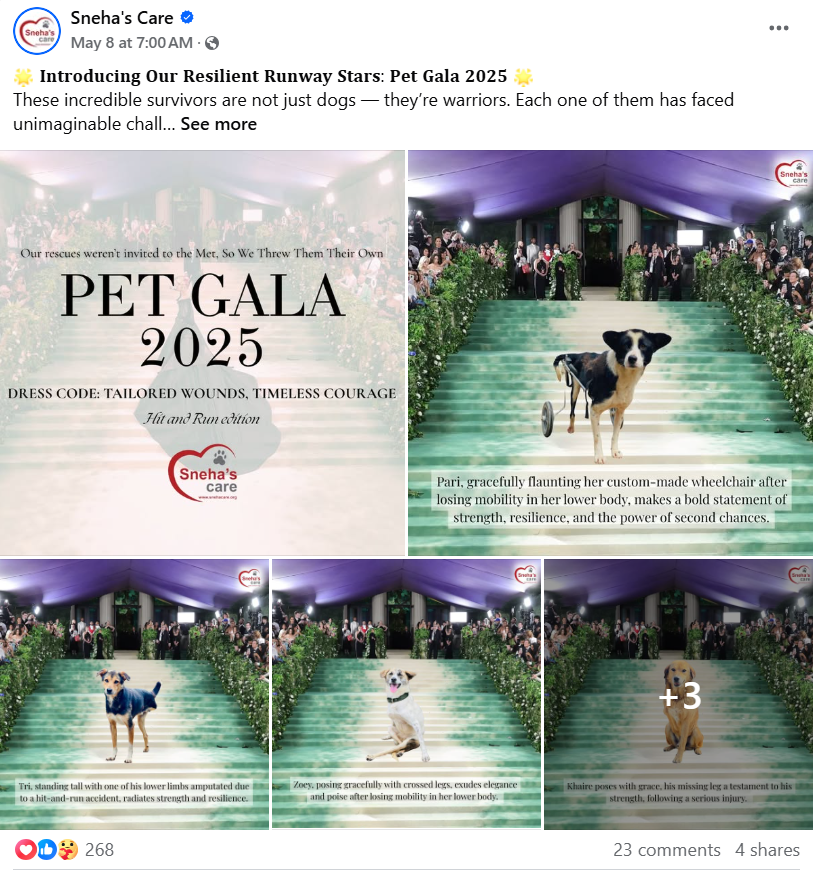 Sneha's Care
May 8 at 7:00 AM ·
🌟 Introducing Our Resilient Runway Stars: Pet Gala 2025 🌟
These incredible survivors are not just dogs — they’re warriors. Each one of them has faced
unimaginable chall... See more
Our rescues weren't invited to the Met, So We Threw Them Their Own
PET GALA
2025
DRESS CODE: TAILORED WOUNDS, TIMELESS COURAGE
Hit and Run edition
Sneha's
care
www.snehacare.org
Sneha's
care
Pari, gracefully flaunting her custom-made wheelchair after
losing mobility in her lower body, makes a bold statement of
strength, resilience, and the power of second chances.
Sneha's
care
Tri, standing tall with one of his lower limbs amputated due
to a hit-and-run accident, radiates strength and resilience.
Sneha's
care
Zoey, posing gracefully with crossed legs, exudes elegance
and poise after losing mobility in her lower body.
Sneha's
care
+3
Khaire poses with grace, his missing leg a testament to his
strength, following a serious injury.
268
23 comments 4 shares